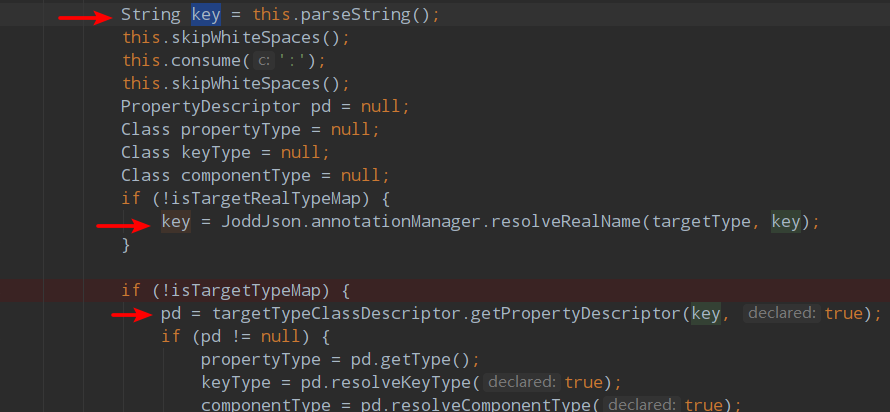 String key = this.parseString();
this.skipWhiteSpaces();
this.consume( c: ':');
this.skipWhiteSpaces();
PropertyDescriptor pd = null;
Class propertyType = null;
Class keyType = null;
Class componentType = null;
if (!isTargetRealTypeMap) {
key = JoddJson.annotationManager.resolveRealName(targetType, key);
}
if (!isTargetTypeMap) {
pd = targetTypeClassDescriptor.getPropertyDescriptor(key, declared: true);
if (pd != null) {
propertyType = pd.getType();
keyType = pd.resolveKeyType( declared: true);
componentType = pd.resolveComponentType( declared: true);